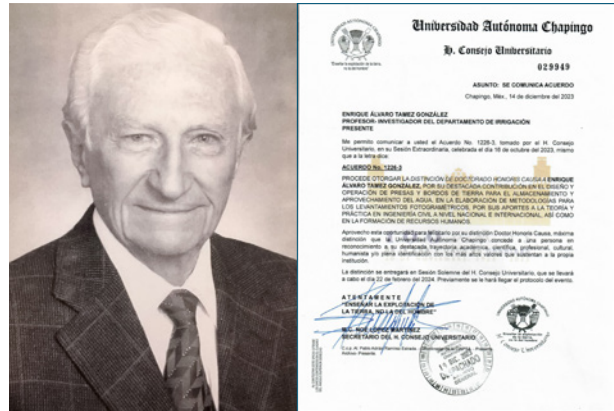 Universidad Autónoma Chapingo
H. Consejo Universitario
029949
ASUNTO: SE COMUNICA ACUERDO
Chapingo, Méx., 14 de diciembre del 2023
ENRIQUE ÁLVARO TAMEZ GONZÁLEZ
PROFESOR- INVESTIGADOR DEL DEPARTAMENTO DE IRRIGACIÓN
PRESENTE
Me permito comunicar a usted el Acuerdo No. 1226-3, tomado por el H. Consejo
Universitario, en su Sesión Extraordinaria, celebrada el día 16 de octubre del 2023, mismo
que a la letra dice:
ACUERDO No. 1226-3
PROCEDE OTORGAR LA DISTINCIÓN DE DOCTORADO HONORIS CAUSA A ENRIQUE
ÁLVARO TAMEZ GONZÁLEZ, POR SU DESTACADA CONTRIBUCIÓN EN EL DISEÑO Y
OPERACIÓN DE PRESAS Y BORDOS DE TIERRA PARA EL ALMACENAMIENTO Y
APROVECHAMIENTO DEL AGUA, EN LA ELABORACIÓN DE METODOLOGÍAS PARA
LOS LEVANTAMIENTOS FOTOGRAMÉTRICOS, POR SUS APORTES A LA TEORÍA Y
PRÁCTICA EN INGENIERÍA CIVIL A NIVEL NACIONAL E INTERNACIONAL, ASÍ COMO
EN LA FORMACIÓN DE RECURSOS HUMANOS.
Aprovecho esta oportunidad para felicitarlo por su distinción Doctor Honoris Causa, máxima
distinción que la Universidad Autónoma Chapingo concede a una persona en
reconocimiento a su destacada trayectoria académica, científica, profesional, cultural,
humanista y/o plena identificación con los más altos valores que sustentan a la propia
institución.
La distinción se entregará en Sesión Solemne del H. Consejo Universitario, que se llevará
a cabo el día 22 de febrero del 2024. Previamente se le hará llegar el protocolo del evento.
ATENTAMENTE
"ENSEÑAR LA EXPLOTACIÓN DE
LA TIERRA, NO LA DEL HOMBRE"
SECRETARIO DEL H. CONSEJO UNIVERSITARIO